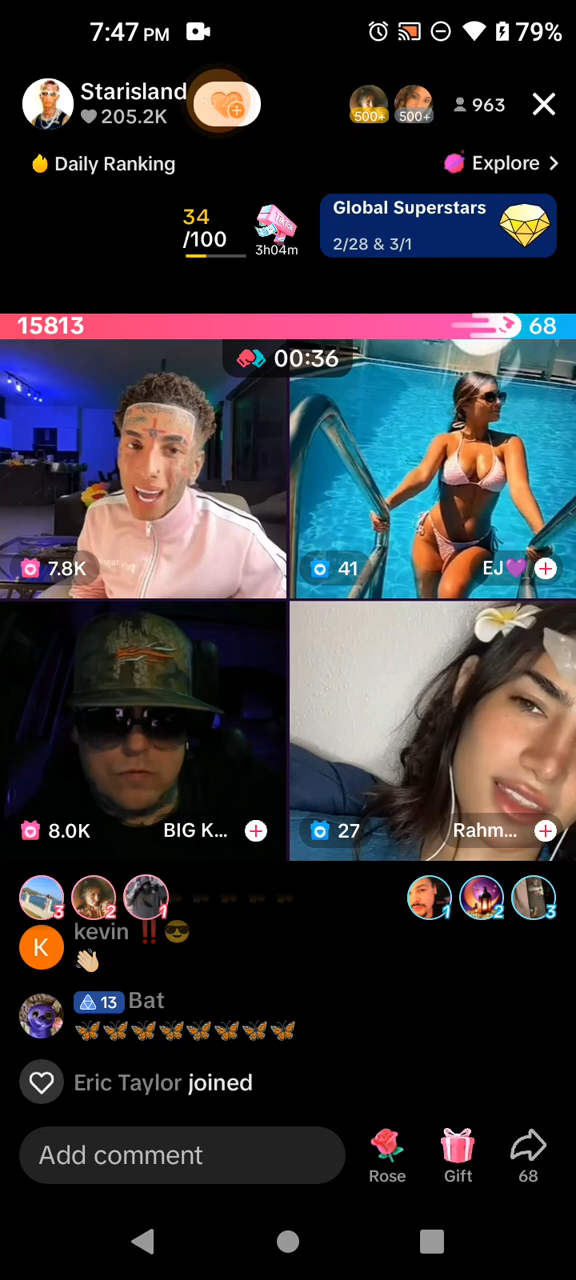 7:47 PM 79%
Starisland
205.2K
500+ 500+ 963
Daily Ranking Explore
34
/100
TikTok
3h04m
Global Superstars
2/28 & 3/1
15813 68
00:36
7.8K
41 EJ💜
8.0K BIG K...
27 Rahm...
3 2 1 1 2 3
K
kevin ‼️😎
👋🏼
13 Bat
🦋🦋🦋🦋🦋🦋🦋🦋
Eric Taylor joined
Add comment
Rose Gift 68